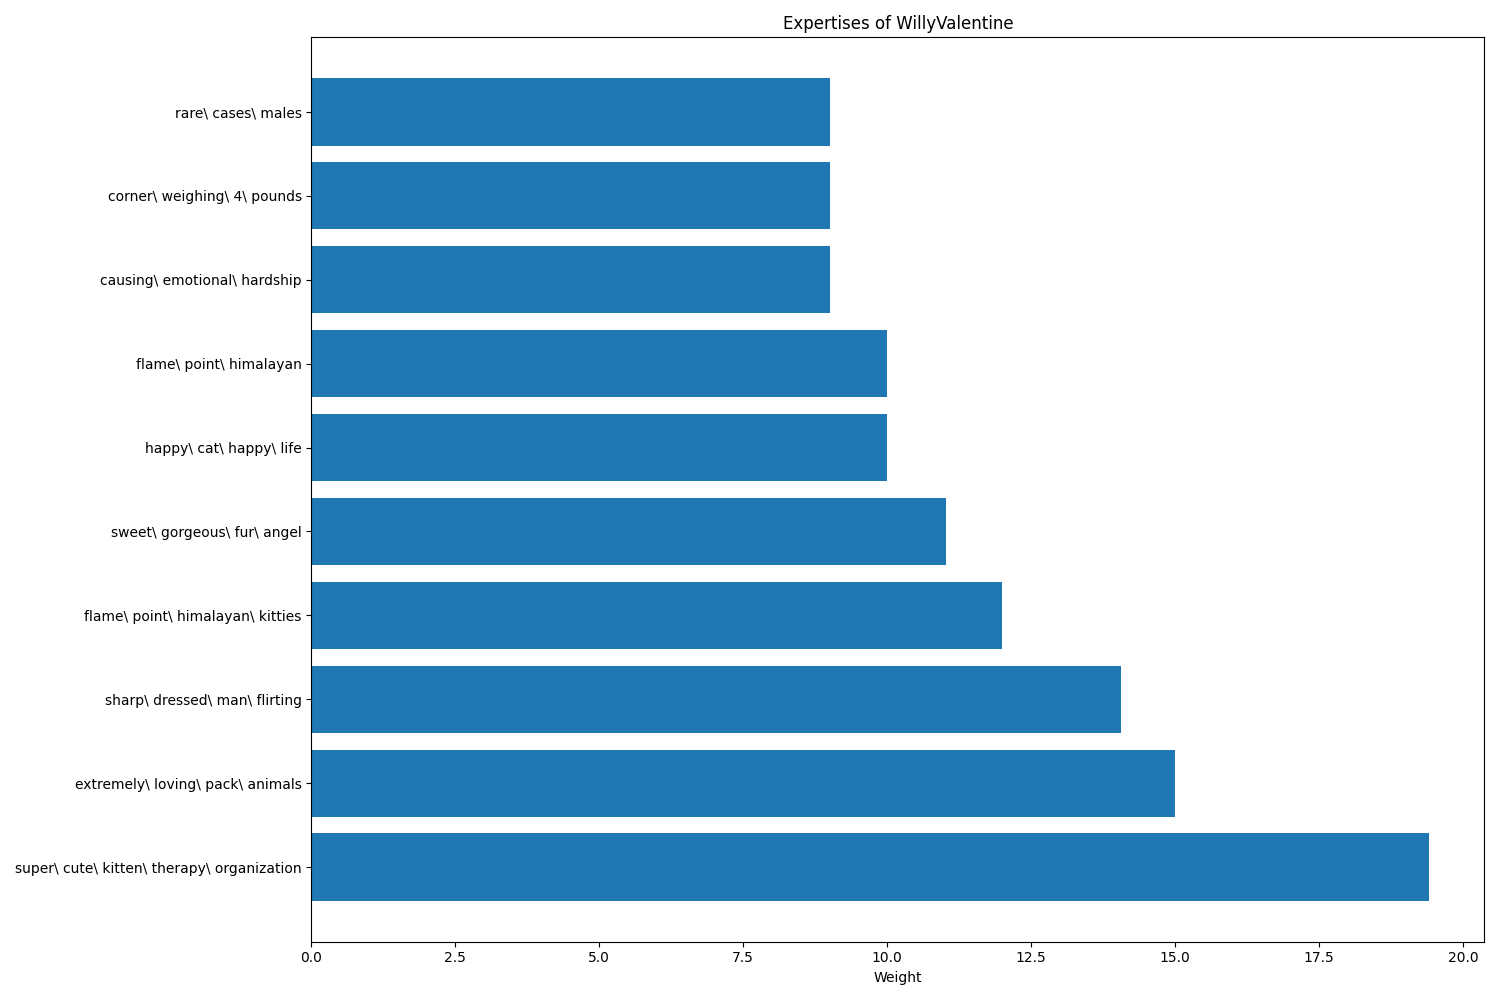 Expertises of WillyValentine
rare\ cases\ males
corner\ weighing\ 4\ pounds
causing\ emotional\ hardship
flame\ point\ himalayan
happy\ cat\ happy\ life
sweet\ gorgeous\ fur\ angel
flame\ point\ himalayan\ kitties
sharp\ dressed\ man\ flirting
extremely\ loving\ pack\ animals
super\ cute\ kitten\ therapy\ organization
0.0 2.5 5.0 7.5 10.0 12.5 15.0 17.5 20.0
Weight